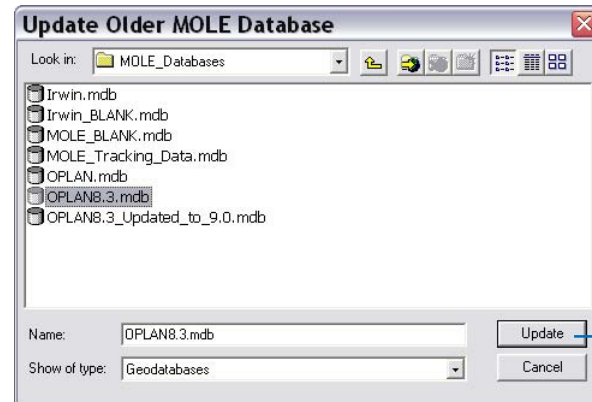 Update Older MOLE Database
Look in: MOLE_Databases
Irwin.mdb
Irwin_BLANK.mdb
MOLE_BLANK.mdb
MOLE_Tracking_Data.mdb
OPLAN.mdb
OPLAN8.3.mdb
OPLAN8.3_Updated_to_9.0.mdb
Name: OPLAN8.3.mdb Update
Show of type: Geodatabases Cancel